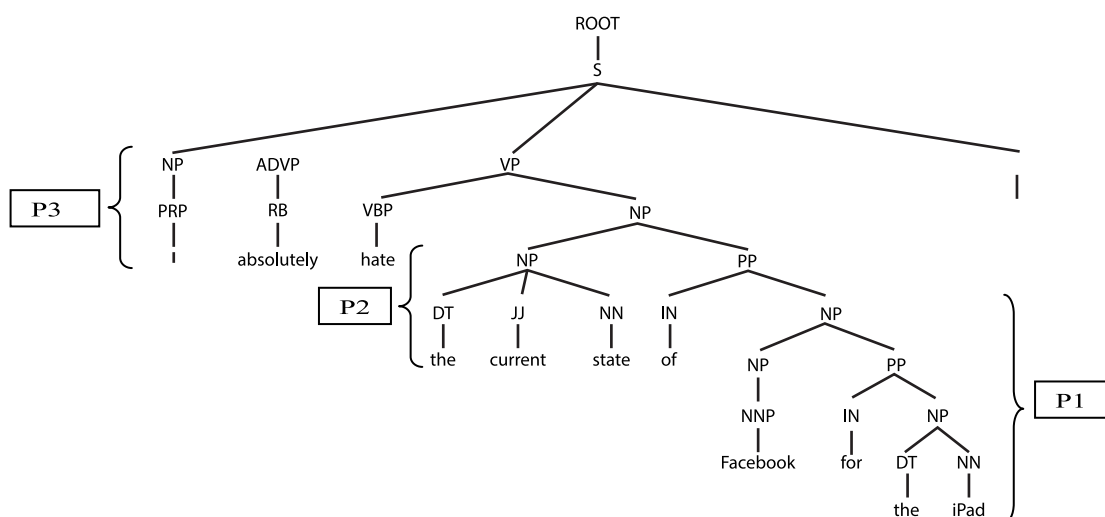 ROOT
S
NP ADVP VP
P3 PRP RB VBP NP
I absolutely hate NP PP
P2 DT JJ NN IN NP
the current state of NP PP
P1 NNP IN NP
Facebook for DT NN
the iPad